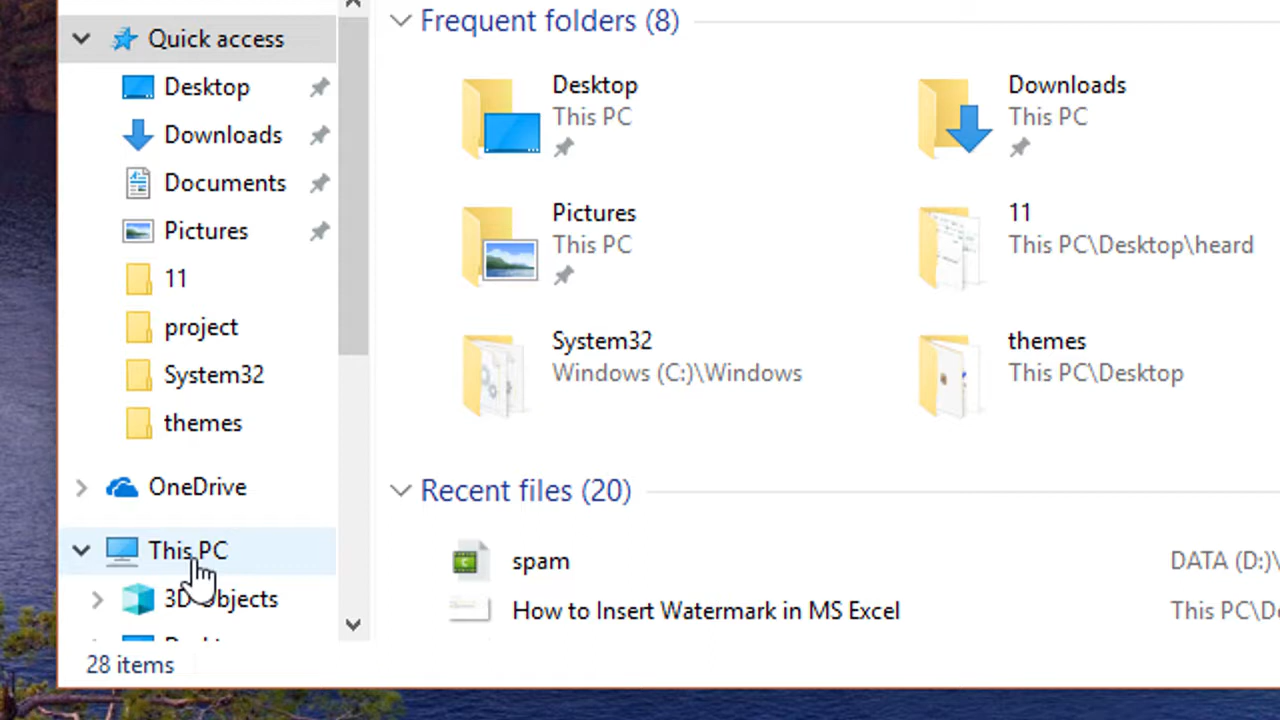 Quick access
Desktop
Downloads
Documents
Pictures
11
project
System32
themes
OneDrive
This PC
3D Objects
28 items
Frequent folders (8)
Desktop
This PC
Downloads
This PC
Pictures
This PC
11
This PC\Desktop\heard
System32
Windows (C:)\Windows
themes
This PC\Desktop
Recent files (20)
spam
DATA (D:)\
How to Insert Watermark in MS Excel
This PC\De